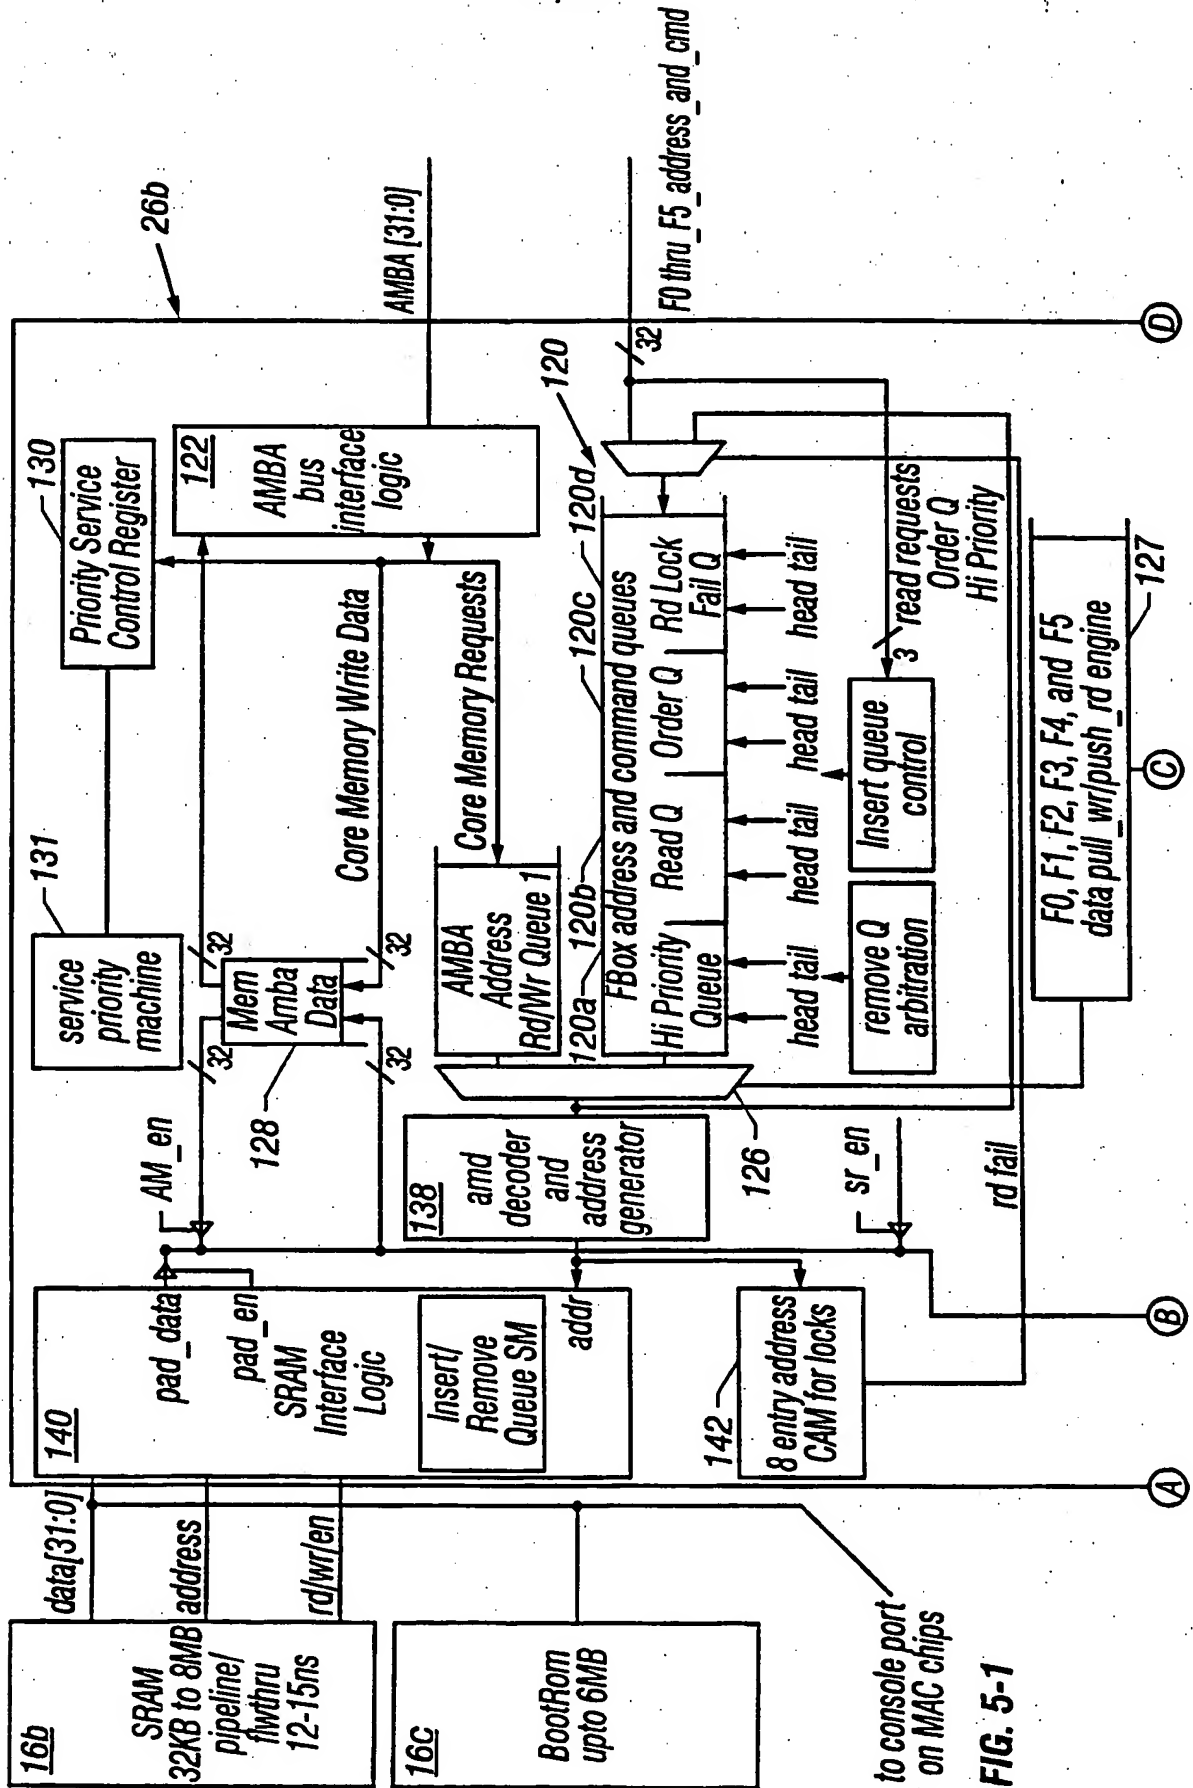 16b
SRAM
32KB to 8MB
pipeline/
flwthru
12-15ns
data[31:0]
address
rd/wr/en
16c
BootRom
upto 6MB
to console port
on MAC chips
FIG. 5-1
140
pad_data
pad_en
SRAM
Interface
Logic
Insert/
Remove
Queue SM
addr
142
8 entry address
CAM for locks
AM_en
128
Mem
Amba
Data
32
32
32
32
131
service
priority
machine
130
Priority Service
Control Register
26b
122
AMBA
bus
interface
logic
AMBA [31:0]
Core Memory Write Data
Core Memory Requests
AMBA
Address
Rd/Wr Queue 1
138
amd
decoder
and
address
generator
126
120a
120b
120c
120d
120
FBox address and command queues
Hi Priority
Queue
Read Q
Order Q
Rd Lock
Fail Q
head tail
head tail
head tail
head tail
remove Q
arbitration
Insert queue
control
3
read requests
Order Q
Hi Priority
32
F0 thru_F5_address_and_cmd
sr_en
rd fail
F0, F1, F2, F3, F4, and F5
data pull_wr/push_rd engine
127
A
B
C
D